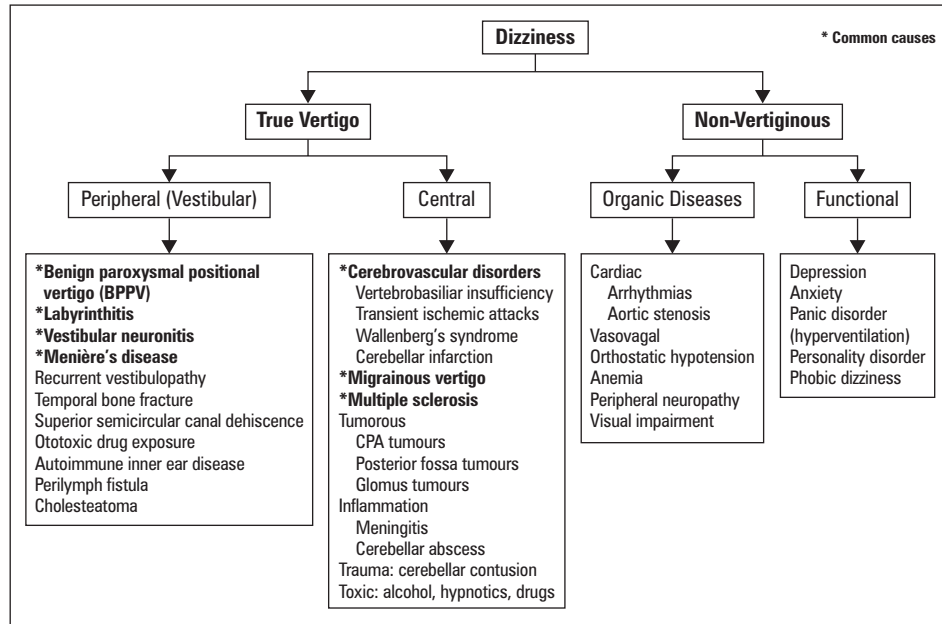 Dizziness
* Common causes
True Vertigo
Non-Vertiginous
Peripheral (Vestibular)
Central
Organic Diseases
Functional
*Benign paroxysmal positional
vertigo (BPPV)
*Labyrinthitis
*Vestibular neuronitis
*Menière's disease
Recurrent vestibulopathy
Temporal bone fracture
Superior semicircular canal dehiscence
Ototoxic drug exposure
Autoimmune inner ear disease
Perilymph fistula
Cholesteatoma
*Cerebrovascular disorders
Vertebrobasiliar insufficiency
Transient ischemic attacks
Wallenberg's syndrome
Cerebellar infarction
*Migrainous vertigo
*Multiple sclerosis
Tumorous
CPA tumours
Posterior fossa tumours
Glomus tumours
Inflammation
Meningitis
Cerebellar abscess
Trauma: cerebellar contusion
Toxic: alcohol, hypnotics, drugs
Cardiac
Arrhythmias
Aortic stenosis
Vasovagal
Orthostatic hypotension
Anemia
Peripheral neuropathy
Visual impairment
Depression
Anxiety
Panic disorder
(hyperventilation)
Personality disorder
Phobic dizziness